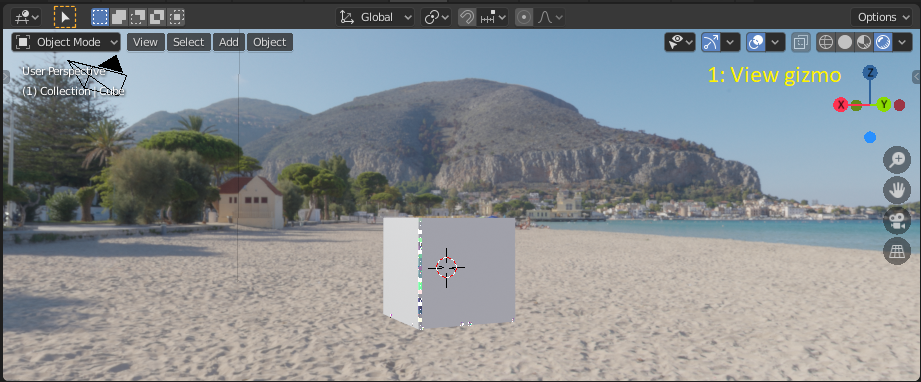 Global
Options
Object Mode
View
Select
Add
Object
User Perspective
(1) Collection | Cube
1: View gizmo
Z
X
Y